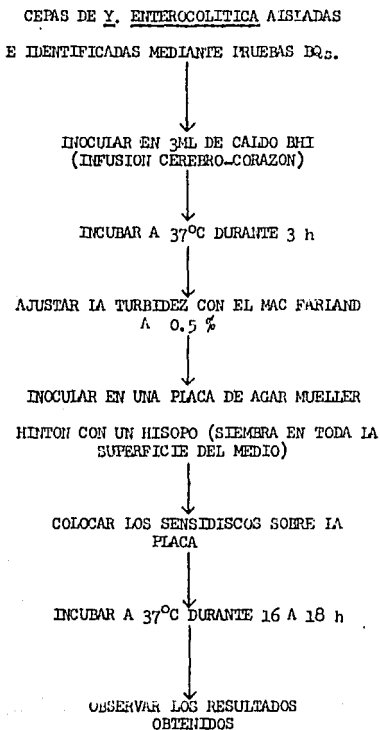 CEPAS DE Y. ENTEROCOLITICA AISLADAS
E IDENTIFICADAS MEDIANTE PRUEBAS BQs.
INOCULAR EN 3ML DE CALDO BHI
(INFUSION CEREBRO-CORAZON)
INCUBAR A 37°C DURANTE 3 h
AJUSTAR LA TURBIDEZ CON EL MAC FARLAND
A 0.5 %
INOCULAR EN UNA PLACA DE AGAR MUELLER
HINTON CON UN HISOPO (SIEMBRA EN TODA LA
SUPERFICIE DEL MEDIO)
COLOCAR LOS SENSIDISCOS SOBRE LA
PLACA
INCUBAR A 37°C DURANTE 16 A 18 h
OBSERVAR LOS RESULTADOS
OBTENIDOS